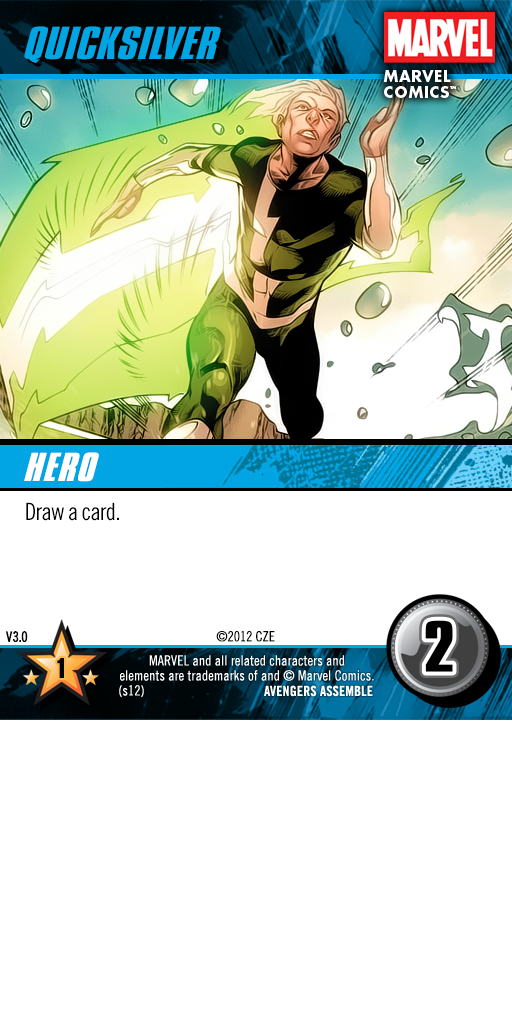 QUICKSILVER
MARVEL
MARVEL
COMICS™
HERO
Draw a card.
V3.0
©2012 CZE
1
MARVEL and all related characters and
elements are trademarks of and © Marvel Comics.
(s12) AVENGERS ASSEMBLE
2